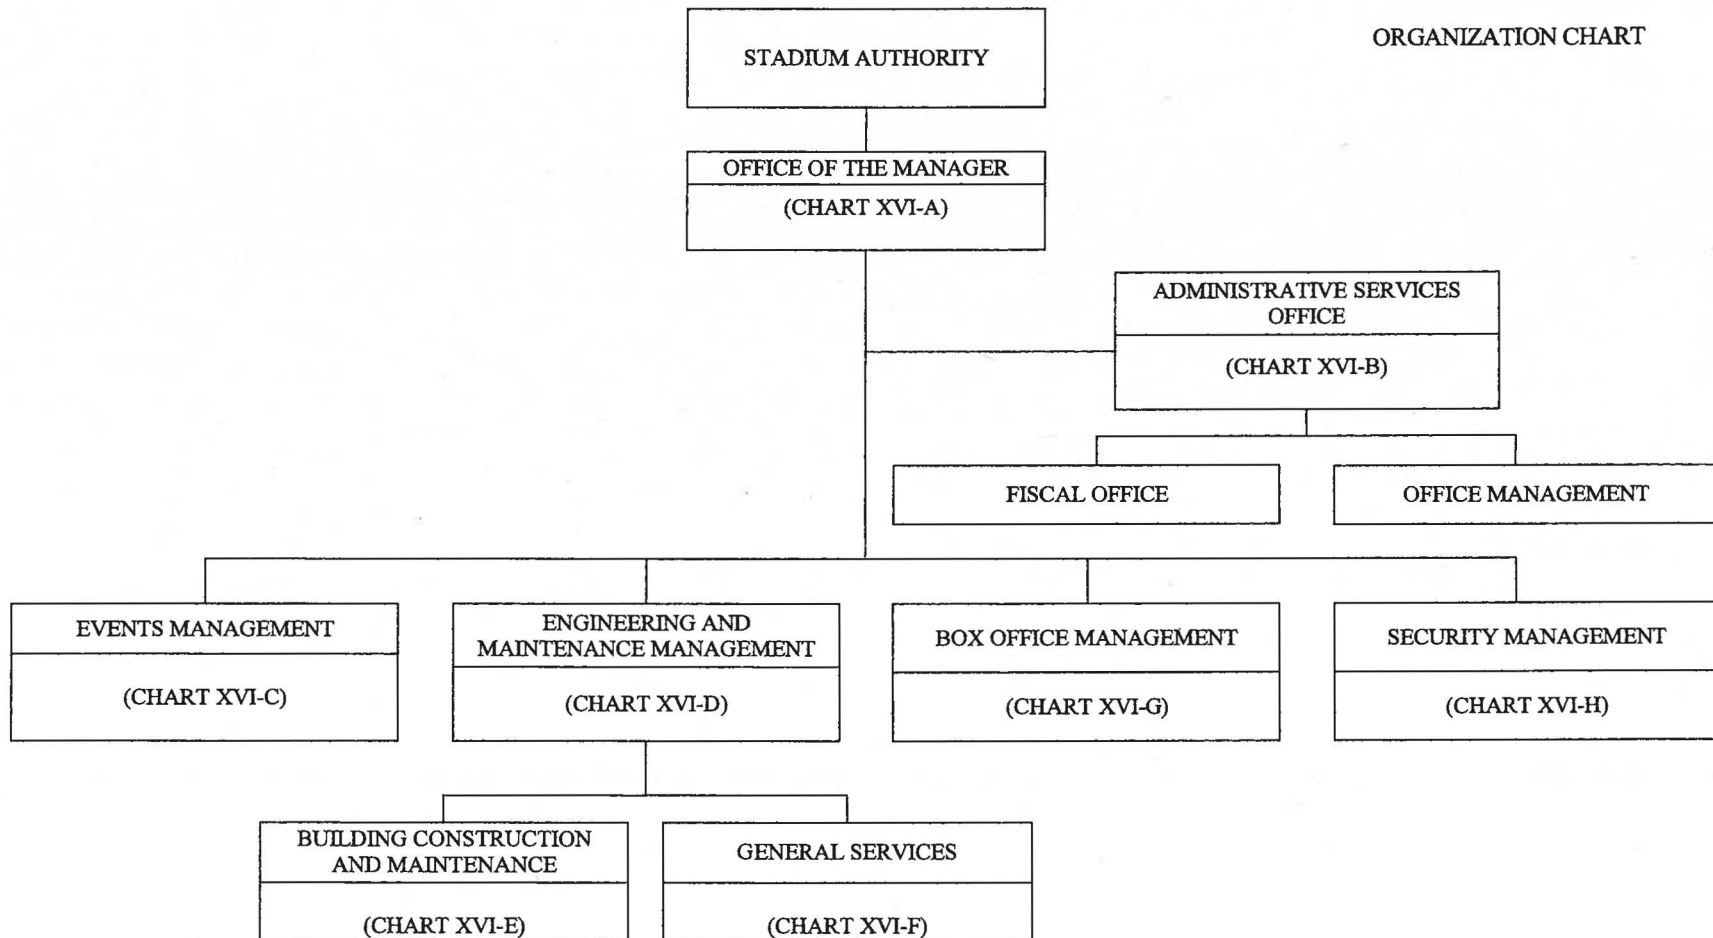 ORGANIZATION CHART
STADIUM AUTHORITY
OFFICE OF THE MANAGER
(CHART XVI-A)
ADMINISTRATIVE SERVICES
OFFICE
(CHART XVI-B)
FISCAL OFFICE
OFFICE MANAGEMENT
EVENTS MANAGEMENT
(CHART XVI-C)
ENGINEERING AND
MAINTENANCE MANAGEMENT
(CHART XVI-D)
BOX OFFICE MANAGEMENT
(CHART XVI-G)
SECURITY MANAGEMENT
(CHART XVI-H)
BUILDING CONSTRUCTION
AND MAINTENANCE
(CHART XVI-E)
GENERAL SERVICES
(CHART XVI-F)